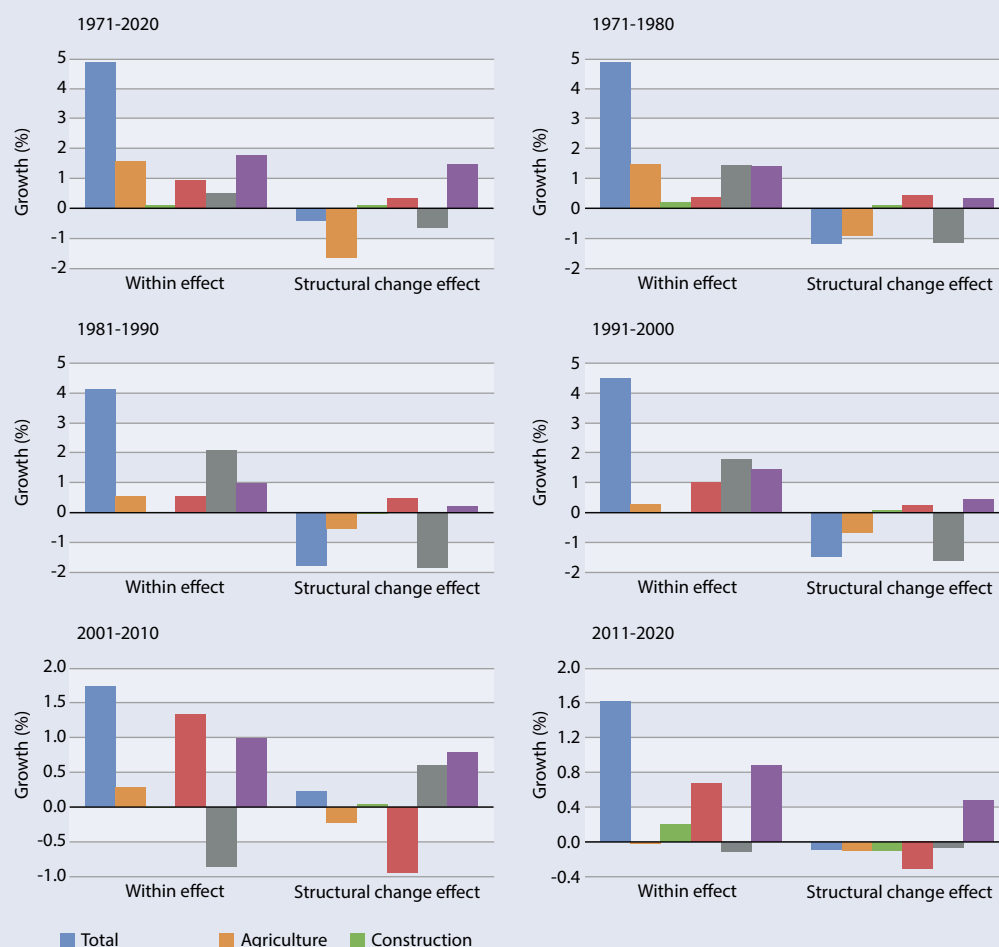 1971-2020
Growth (%)
5
4
3
2
1
0
-1
-2
Within effect
Structural change effect
1971-1980
Growth (%)
5
4
3
2
1
0
-1
-2
Within effect
Structural change effect
1981-1990
Growth (%)
5
4
3
2
1
0
-1
-2
Within effect
Structural change effect
1991-2000
Growth (%)
5
4
3
2
1
0
-1
-2
Within effect
Structural change effect
2001-2010
Growth (%)
2.0
1.5
1.0
0.5
0.0
-0.5
-1.0
Within effect
Structural change effect
2011-2020
Growth (%)
2.0
1.6
1.2
0.8
0.4
0.0
-0.4
Within effect
Structural change effect
Total
Agriculture
Construction